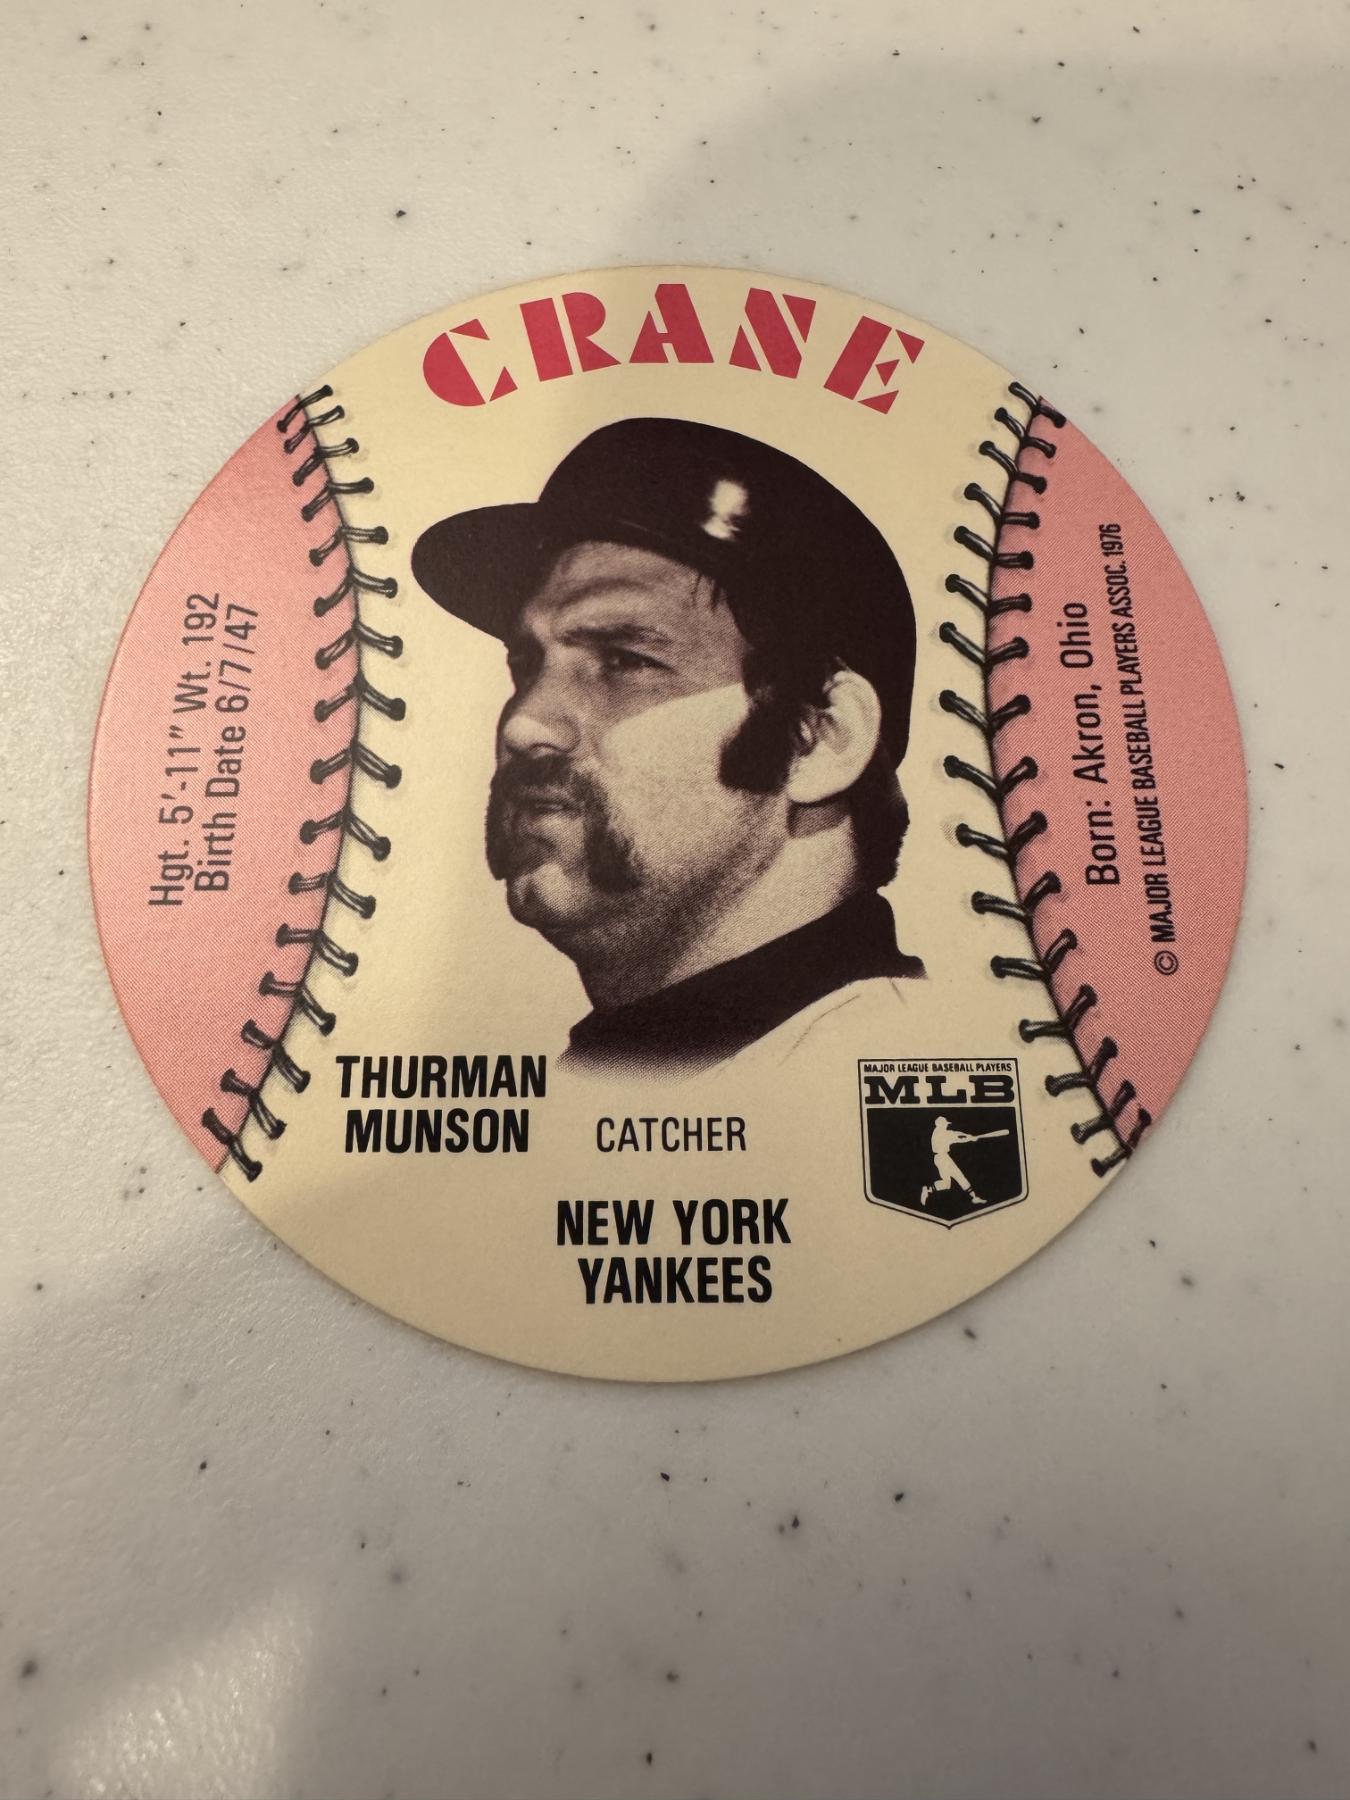 CRANE
Hgt. 5'-11" Wt. 192
Birth Date 6/7/47
Born: Akron, Ohio
© MAJOR LEAGUE BASEBALL PLAYERS ASSOC. 1976
THURMAN
MUNSON
CATCHER
MAJOR LEAGUE BASEBALL PLAYERS
MLB
NEW YORK
YANKEES